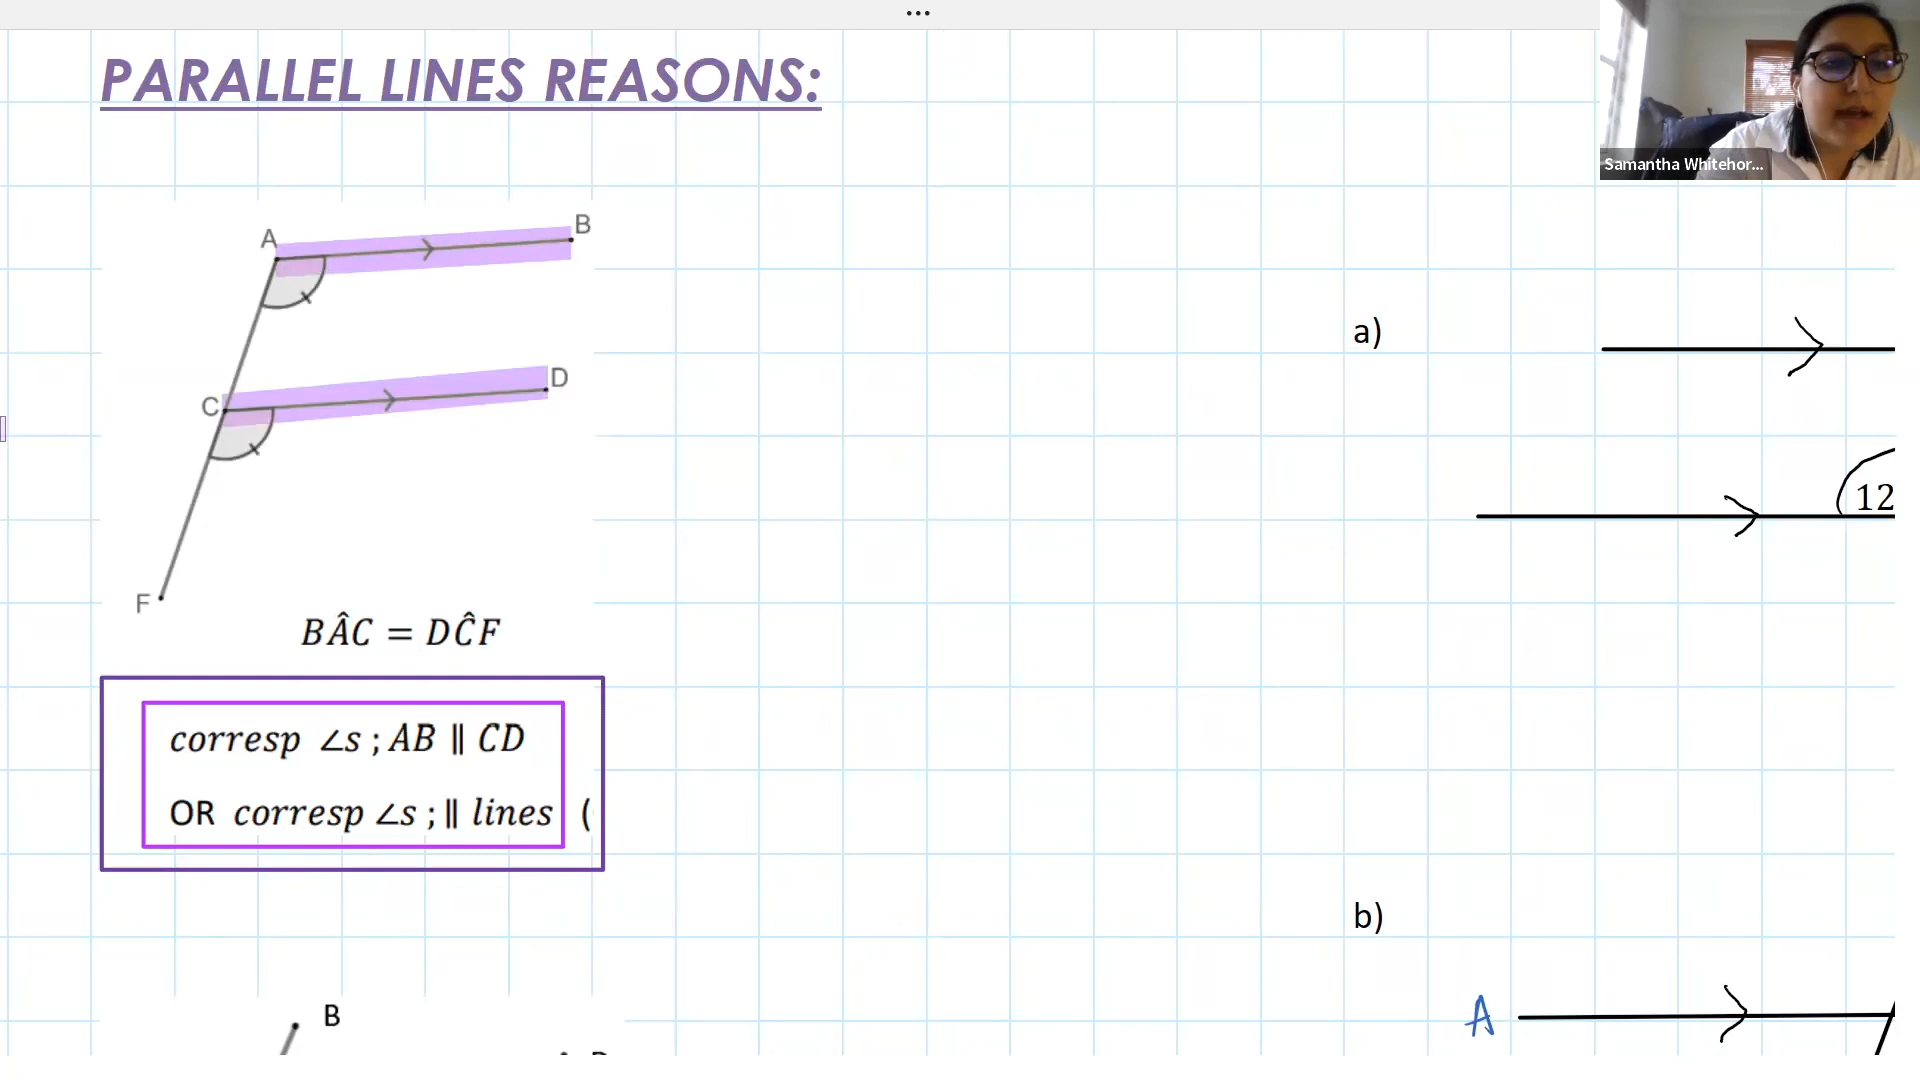 PARALLEL LINES REASONS:
Samantha Whitehor...
A
B
C
D
F
BÂC = DĈF
corresp ∠s ; AB ∥ CD
OR corresp ∠s ; ∥ lines (
B
a)
12
b)
A